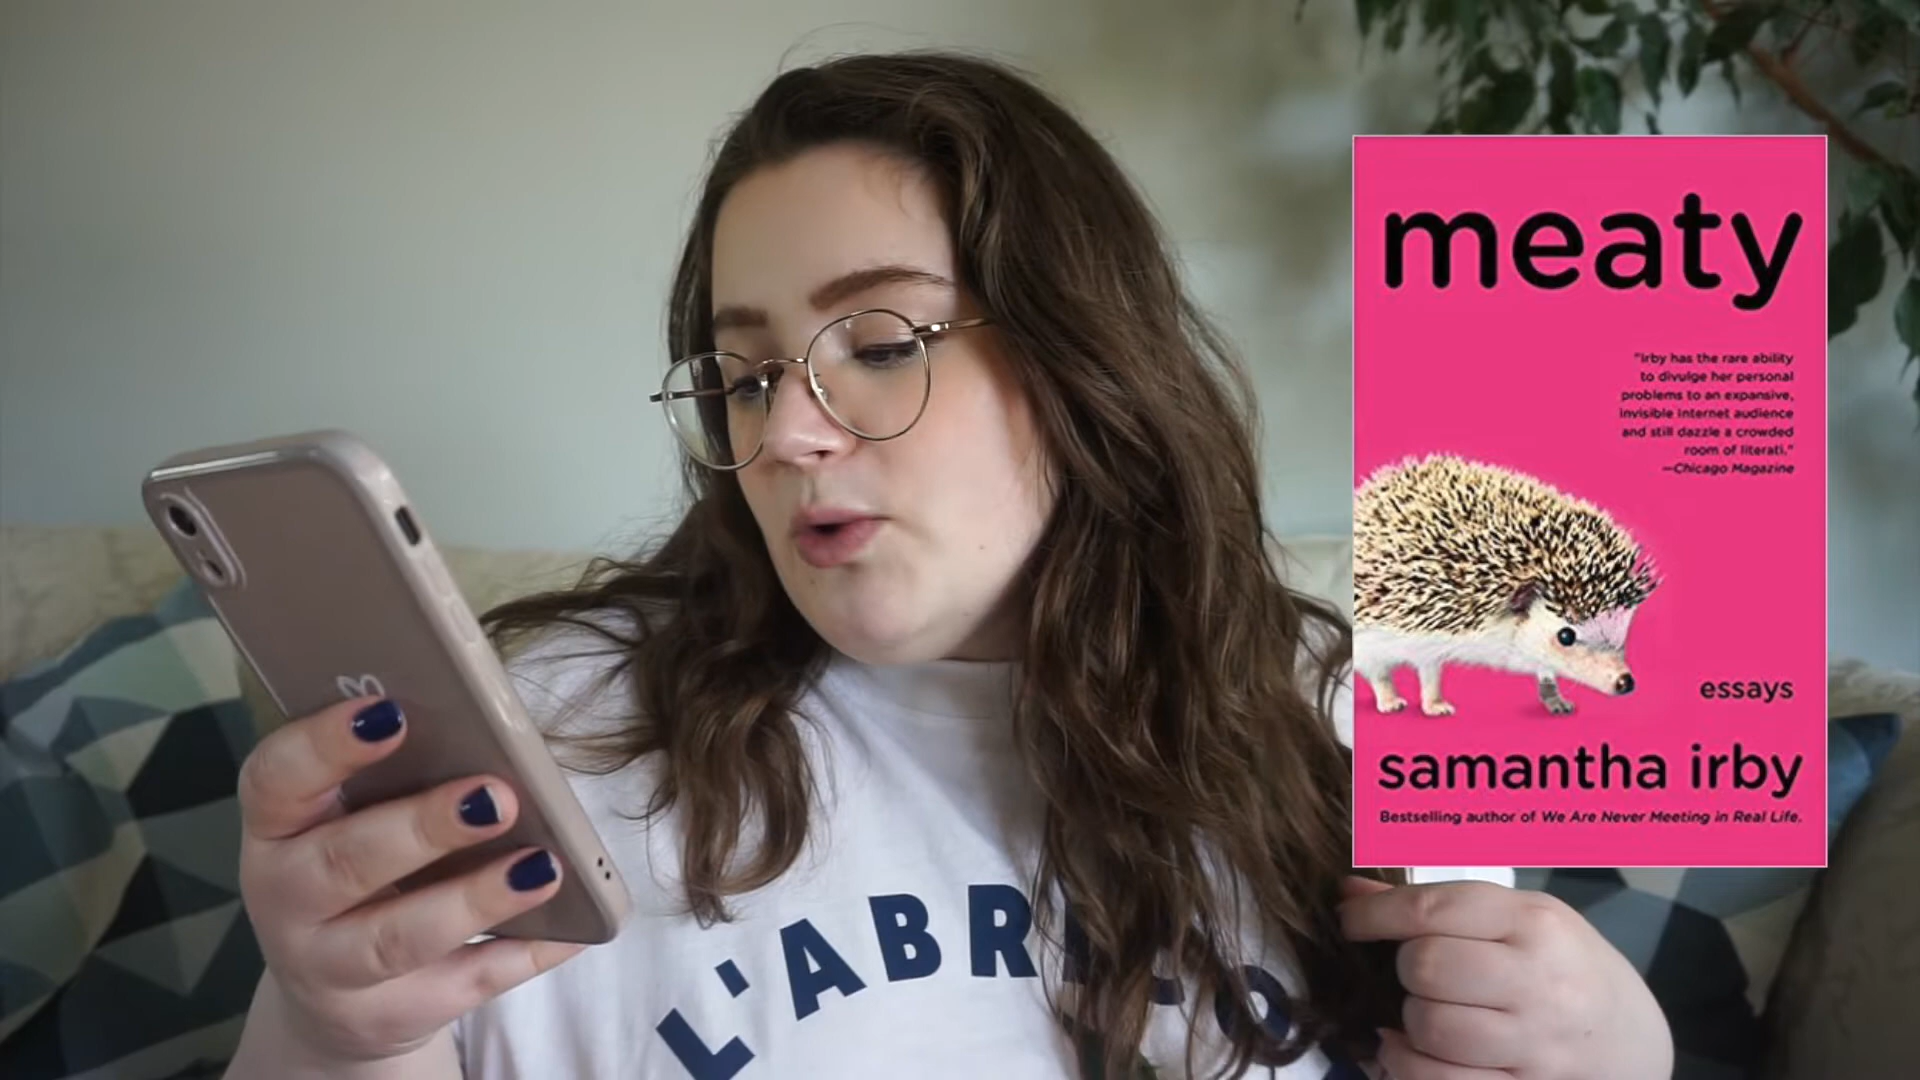 meaty
"Irby has the rare ability
to divulge her personal
problems to an expansive,
invisible Internet audience
and still dazzle a crowded
room of literati."
—Chicago Magazine
essays
samantha irby
Bestselling author of We Are Never Meeting in Real Life.
L'ABRICO